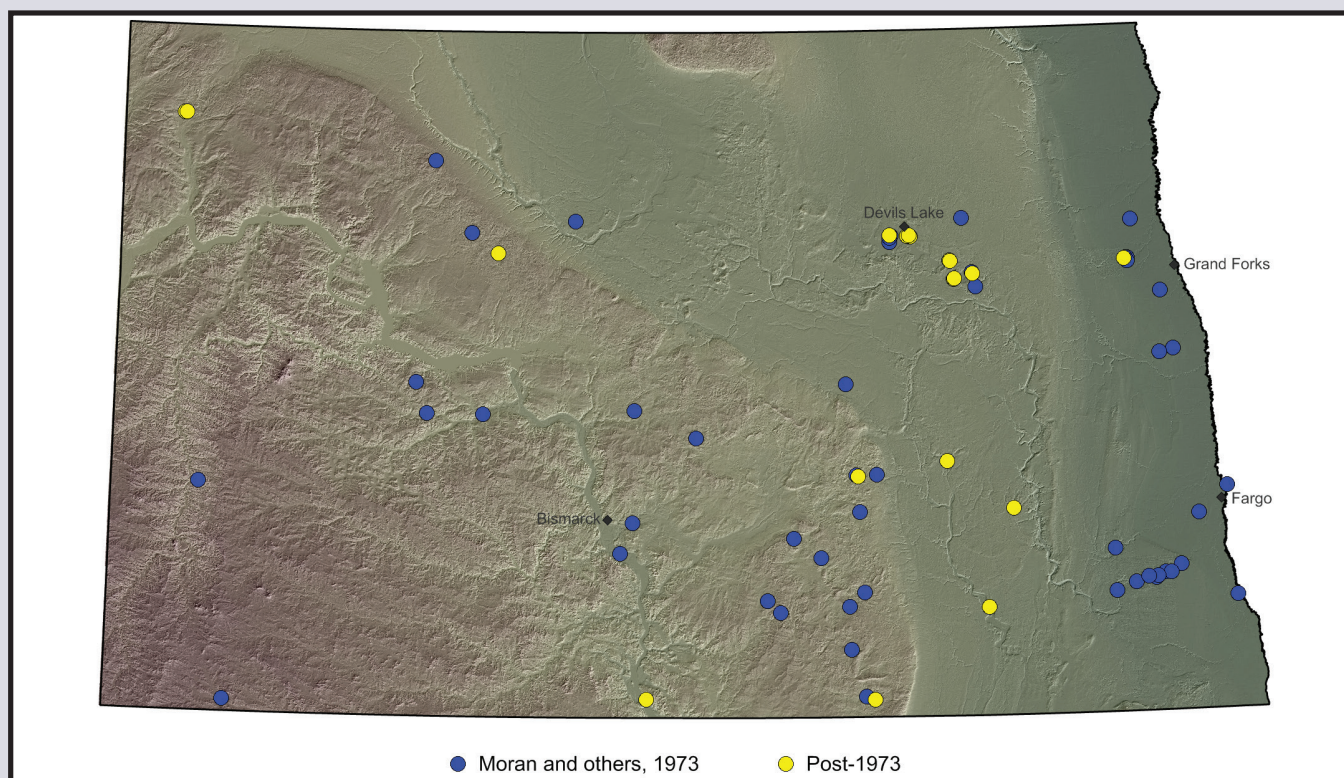 Devils Lake
Grand Forks
Fargo
Bismarck
Moran and others, 1973
Post-1973